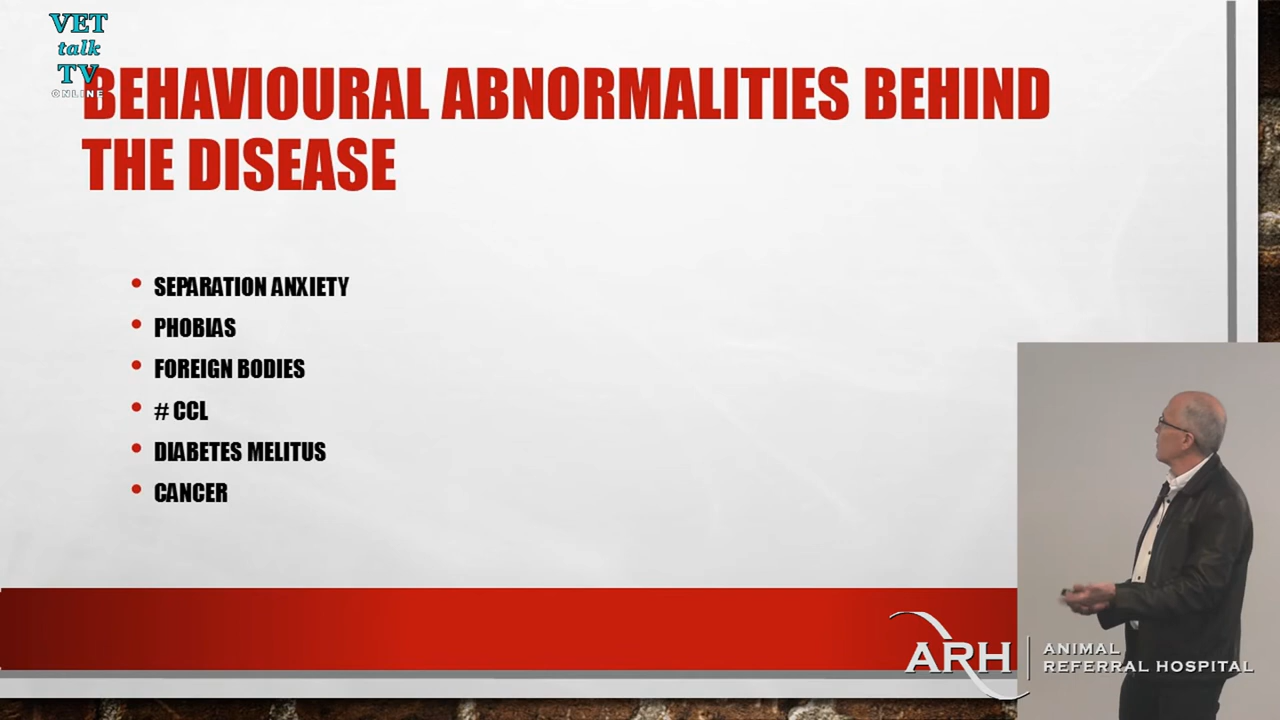 VET
talk
TV
ONLINE
BEHAVIOURAL ABNORMALITIES BEHIND
THE DISEASE
• SEPARATION ANXIETY
• PHOBIAS
• FOREIGN BODIES
• # CCL
• DIABETES MELITUS
• CANCER
ARH
ANIMAL
REFERRAL HOSPITAL